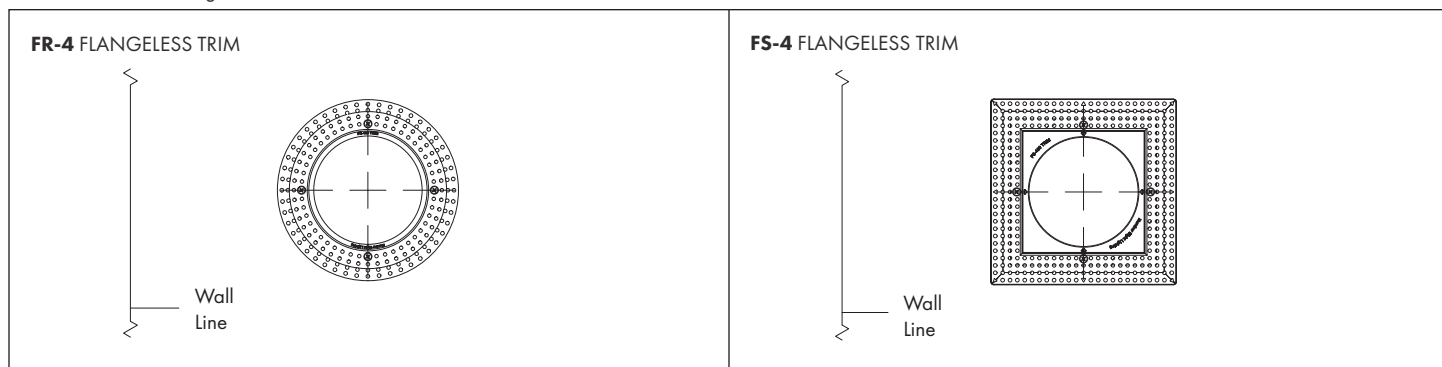 FR-4 FLANGELESS TRIM
Wall
Line
FS-4 FLANGELESS TRIM
Wall
Line